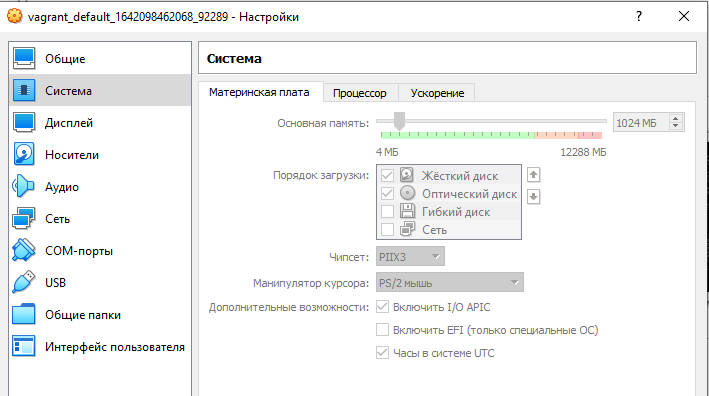 vagrant_default_1642098462068_92289 - Настройки
?
Общие
Система
Дисплей
Носители
Аудио
Сеть
COM-порты
USB
Общие папки
Интерфейс пользователя
Система
Материнская плата Процессор Ускорение
Основная память: 1024 МБ
4 МБ 12288 МБ
Порядок загрузки: Жёсткий диск
Оптический диск
Гибкий диск
Сеть
Чипсет: PIIX3
Манипулятор курсора: PS/2 мышь
Дополнительные возможности: Включить I/O APIC
Включить EFI (только специальные ОС)
Часы в системе UTC